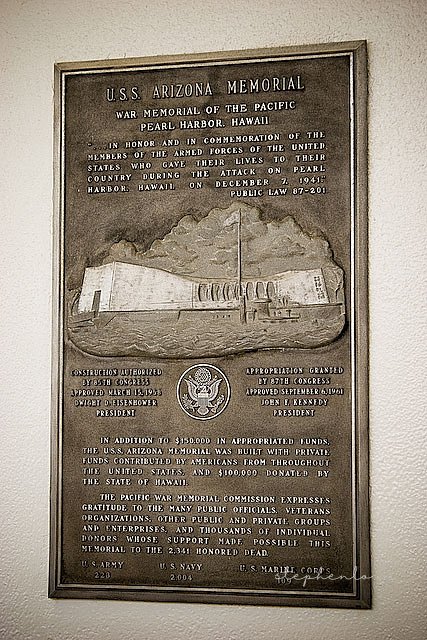 U.S.S. ARIZONA MEMORIAL
WAR MEMORIAL OF THE PACIFIC
PEARL HARBOR, HAWAII
... IN HONOR AND IN COMMEMORATION OF THE
MEMBERS OF THE ARMED FORCES OF THE UNITED
STATES WHO GAVE THEIR LIVES TO THEIR
COUNTRY DURING THE ATTACK ON PEARL
HARBOR, HAWAII, ON DECEMBER 7, 1941...
PUBLIC LAW 87-201
CONSTRUCTION AUTHORIZED
BY 85TH CONGRESS
APPROVED MARCH 15, 1958
DWIGHT D. EISENHOWER
PRESIDENT
APPROPRIATION GRANTED
BY 87TH CONGRESS
APPROVED SEPTEMBER 6, 1961
JOHN F. KENNEDY
PRESIDENT
IN ADDITION TO $150,000 IN APPROPRIATED FUNDS,
THE U.S.S. ARIZONA MEMORIAL WAS BUILT WITH PRIVATE
FUNDS CONTRIBUTED BY AMERICANS FROM THROUGHOUT
THE UNITED STATES, AND $100,000 DONATED BY
THE STATE OF HAWAII.
THE PACIFIC WAR MEMORIAL COMMISSION EXPRESSES
GRATITUDE TO THE MANY PUBLIC OFFICIALS, VETERANS
ORGANIZATIONS, OTHER PUBLIC AND PRIVATE GROUPS
AND ENTERPRISES, AND THOUSANDS OF INDIVIDUAL
DONORS WHOSE SUPPORT MADE POSSIBLE THIS
MEMORIAL TO THE 2,341 HONORED DEAD.
U.S. ARMY
228
U.S. NAVY
2,004
U.S. MARINE CORPS